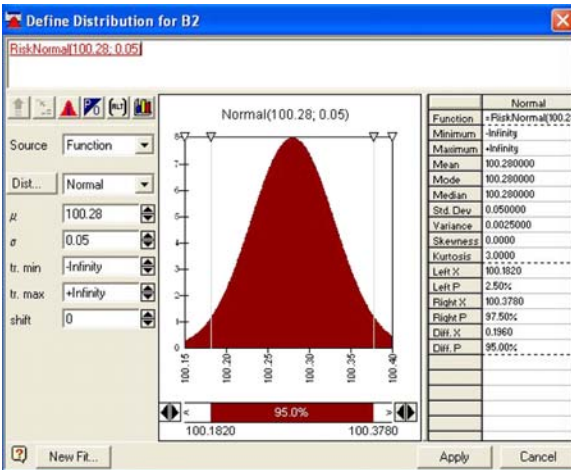 Define Distribution for B2
RiskNormal(100.28; 0.05)
Source Function
Dist... Normal
μ 100.28
σ 0.05
tr. min -Infinity
tr. max +Infinity
shift 0
Normal(100.28; 0.05)
8
7
6
5
4
3
2
1
0
100.15 100.20 100.25 100.30 100.35 100.40
< 95.0% >
100.1820 100.3780
Normal
Function =RiskNormal(100.2
Minimum -Infinity
Maximum +Infinity
Mean 100.280000
Mode 100.280000
Median 100.280000
Std. Dev 0.050000
Variance 0.0025000
Skewness 0.0000
Kurtosis 3.0000
Left X 100.1820
Left P 2.50%
Right X 100.3780
Right P 97.50%
Diff. X 0.1960
Diff. P 95.00%
New Fit...
Apply
Cancel